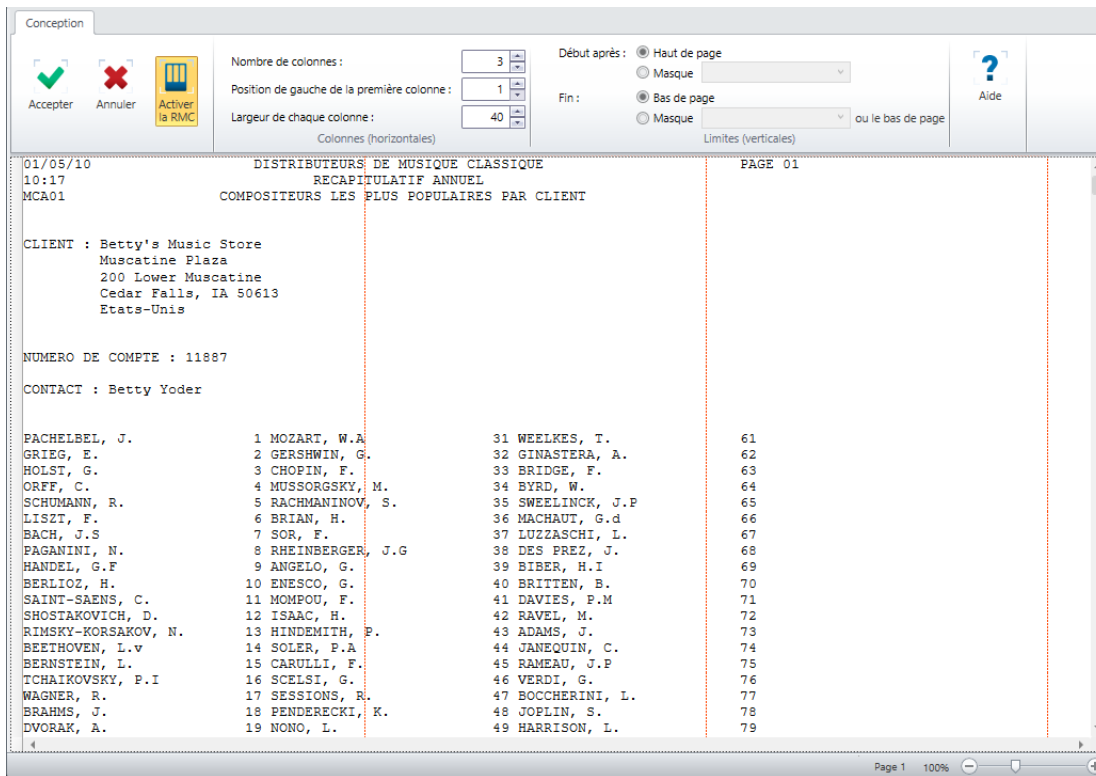 Conception
Nombre de colonnes : 3
Position de gauche de la première colonne : 1
Largeur de chaque colonne : 40
Colonnes (horizontales)
Début après : Haut de page
Masque
Fin : Bas de page
Masque ou le bas de page
Limites (verticales)
Accepter Annuler Activer la RMC
Aide
01/05/10 DISTRIBUTEURS DE MUSIQUE CLASSIQUE PAGE 01
10:17 RECAPITULATIF ANNUEL
MCA01 COMPOSITEURS LES PLUS POPULAIRES PAR CLIENT
CLIENT : Betty's Music Store
Muscatine Plaza
200 Lower Muscatine
Cedar Falls, IA 50613
Etats-Unis
NUMERO DE COMPTE : 11887
CONTACT : Betty Yoder
PACHELBEL, J. 1 MOZART, W.A 31 WEELKES, T. 61
GRIEG, E. 2 GERSHWIN, G. 32 GINASTERA, A. 62
HOLST, G. 3 CHOPIN, F. 33 BRIDGE, F. 63
ORFF, C. 4 MUSSORGSKY, M. 34 BYRD, W. 64
SCHUMANN, R. 5 RACHMANINOV, S. 35 SWEELINCK, J.P 65
LISZT, F. 6 BRIAN, H. 36 MACHAUT, G.d 66
BACH, J.S 7 SOR, F. 37 LUZZASCHI, L. 67
PAGANINI, N. 8 RHEINBERGER, J.G 38 DES PREZ, J. 68
HANDEL, G.F 9 ANGELO, G. 39 BIBER, H.I 69
BERLIOZ, H. 10 ENESCO, G. 40 BRITTEN, B. 70
SAINT-SAENS, C. 11 MOMPOU, F. 41 DAVIES, P.M 71
SHOSTAKOVICH, D. 12 ISAAC, H. 42 RAVEL, M. 72
RIMSKY-KORSAKOV, N. 13 HINDEMITH, P. 43 ADAMS, J. 73
BEETHOVEN, L.v 14 SOLER, P.A 44 JANEQUIN, C. 74
BERNSTEIN, L. 15 CARULLI, F. 45 RAMEAU, J.P 75
TCHAIKOVSKY, P.I 16 SCELSI, G. 46 VERDI, G. 76
WAGNER, R. 17 SESSIONS, R. 47 BOCCHERINI, L. 77
BRAHMS, J. 18 PENDERECKI, K. 48 JOPLIN, S. 78
DVORAK, A. 19 NONO, L. 49 HARRISON, L. 79
Page 1 100%